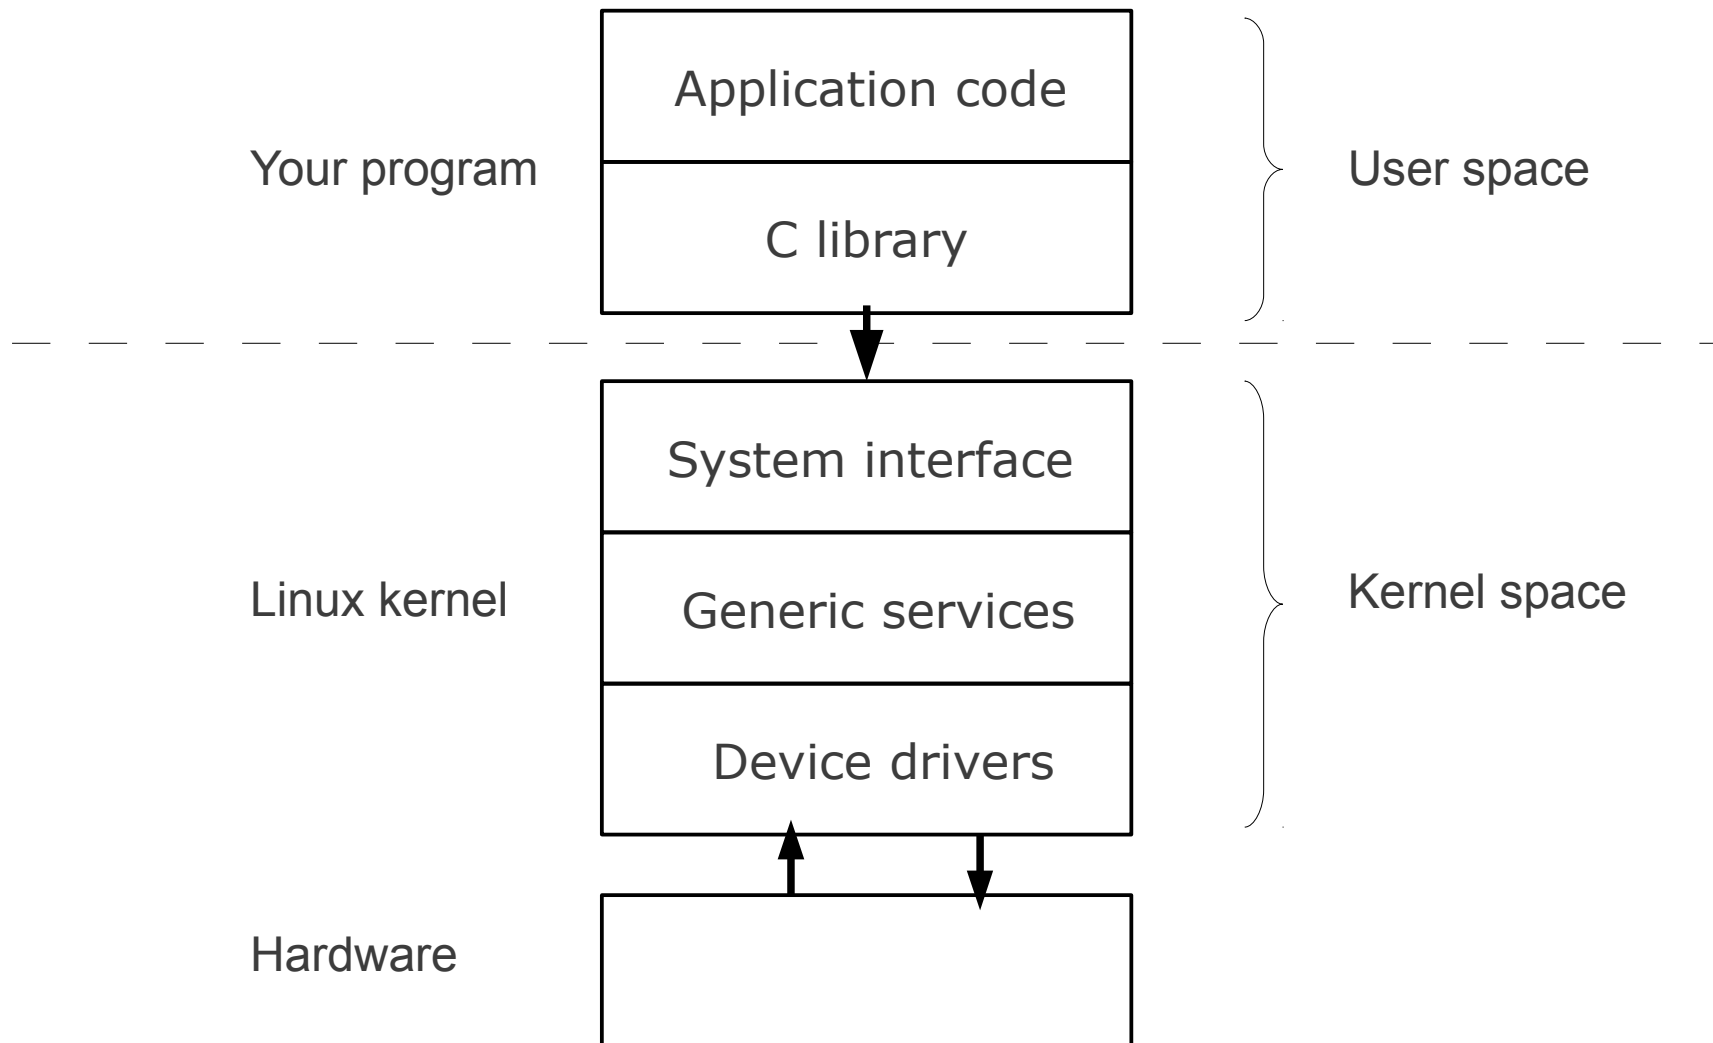 Application code
Your program
User space
C library
System interface
Linux kernel
Generic services
Kernel space
Device drivers
Hardware